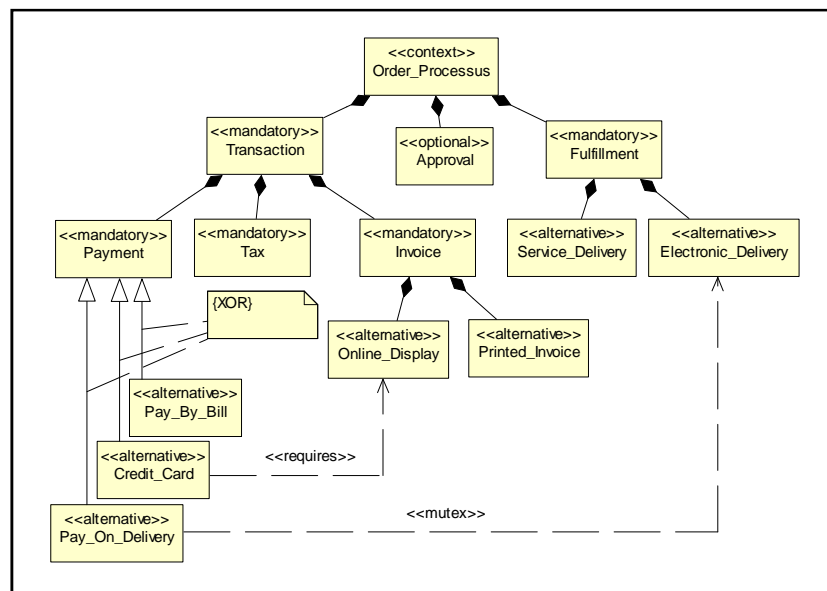 <<context>>
Order_Processus
<<mandatory>>
Transaction
<<optional>>
Approval
<<mandatory>>
Fulfillment
<<mandatory>>
Payment
<<mandatory>>
Tax
<<mandatory>>
Invoice
<<alternative>>
Service_Delivery
<<alternative>>
Electronic_Delivery
{XOR}
<<alternative>>
Online_Display
<<alternative>>
Printed_Invoice
<<alternative>>
Pay_By_Bill
<<alternative>>
Credit_Card
<<requires>>
<<alternative>>
Pay_On_Delivery
<<mutex>>